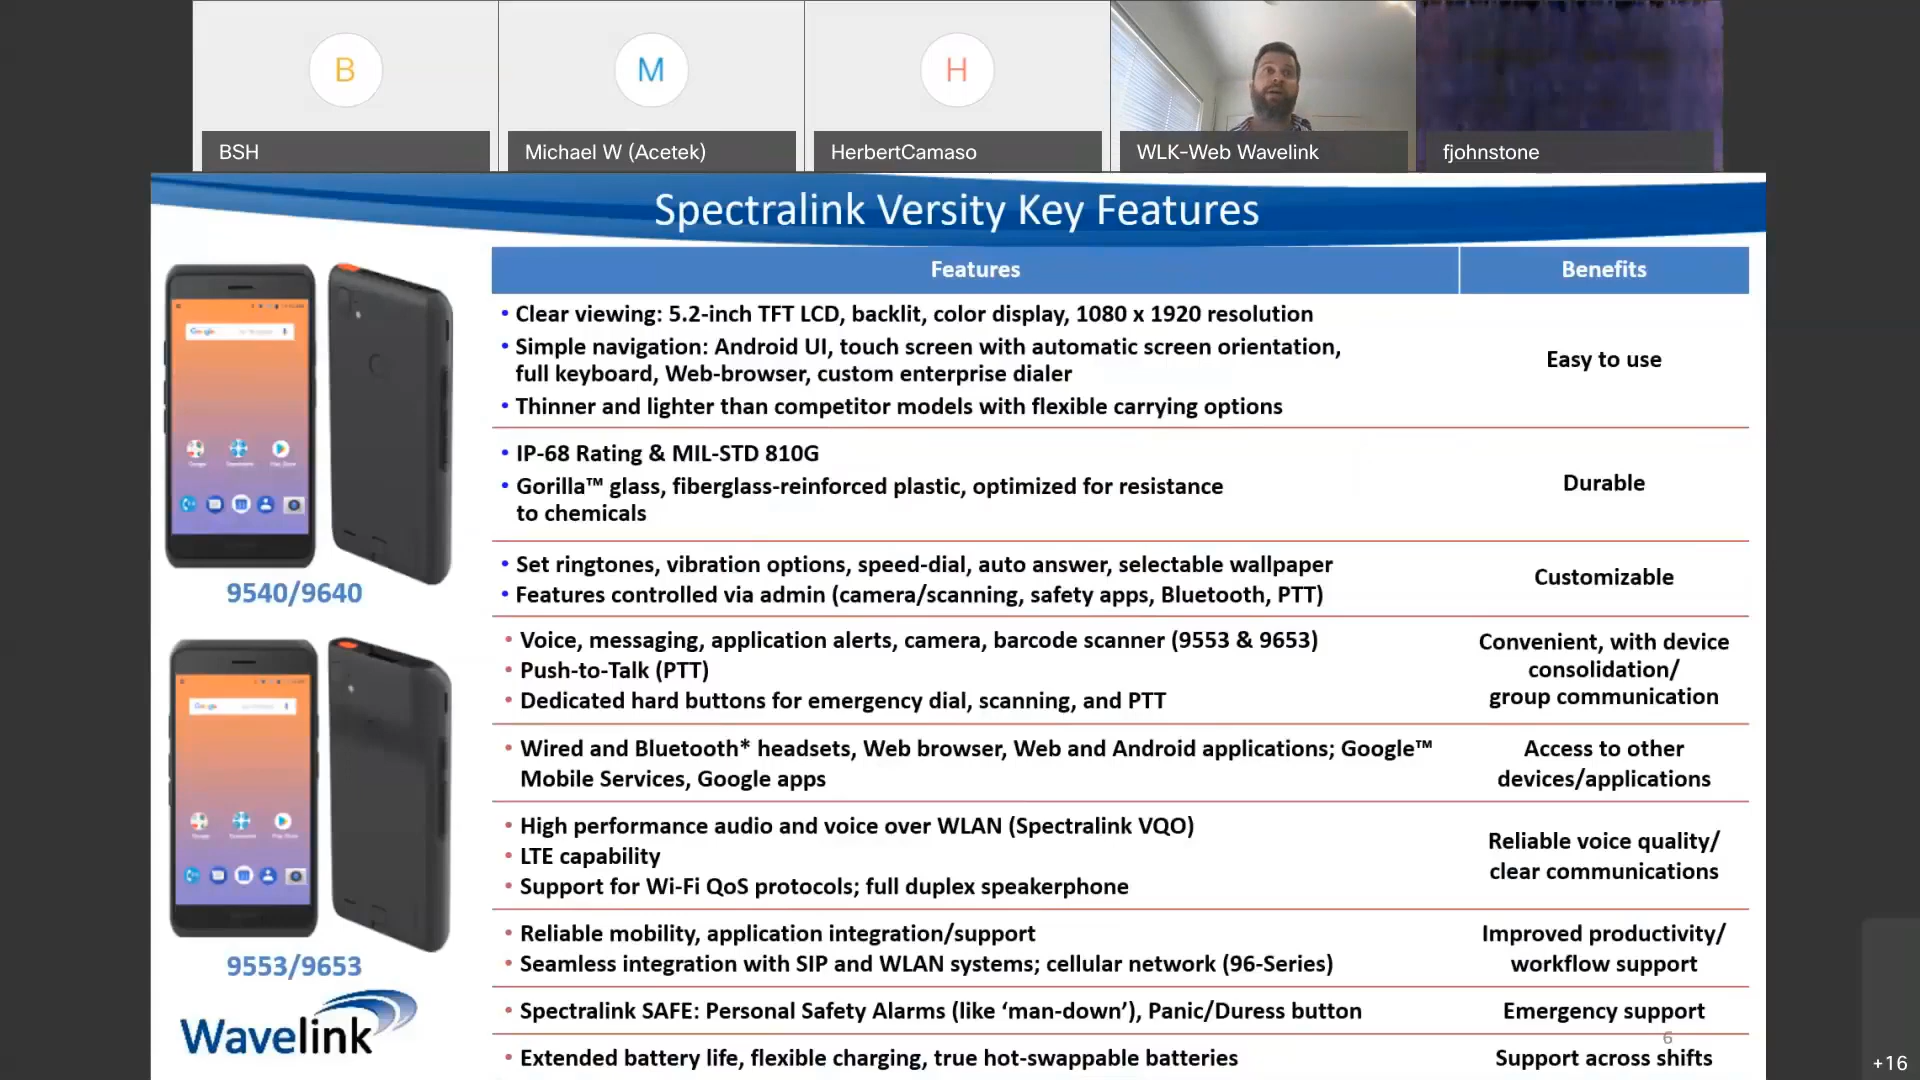 B
M
H
BSH
Michael W (Acetek)
HerbertCamaso
WLK-Web Wavelink
fjohnstone
Spectralink Versity Key Features
Features
Benefits
• Clear viewing: 5.2-inch TFT LCD, backlit, color display, 1080 x 1920 resolution
• Simple navigation: Android UI, touch screen with automatic screen orientation,
full keyboard, Web-browser, custom enterprise dialer
• Thinner and lighter than competitor models with flexible carrying options
Easy to use
• IP-68 Rating & MIL-STD 810G
• Gorilla™ glass, fiberglass-reinforced plastic, optimized for resistance
to chemicals
Durable
• Set ringtones, vibration options, speed-dial, auto answer, selectable wallpaper
• Features controlled via admin (camera/scanning, safety apps, Bluetooth, PTT)
Customizable
• Voice, messaging, application alerts, camera, barcode scanner (9553 & 9653)
• Push-to-Talk (PTT)
• Dedicated hard buttons for emergency dial, scanning, and PTT
Convenient, with device
consolidation/
group communication
• Wired and Bluetooth* headsets, Web browser, Web and Android applications; Google™
Mobile Services, Google apps
Access to other
devices/applications
• High performance audio and voice over WLAN (Spectralink VQO)
• LTE capability
• Support for Wi-Fi QoS protocols; full duplex speakerphone
Reliable voice quality/
clear communications
• Reliable mobility, application integration/support
• Seamless integration with SIP and WLAN systems; cellular network (96-Series)
Improved productivity/
workflow support
• Spectralink SAFE: Personal Safety Alarms (like ‘man-down’), Panic/Duress button
Emergency support
• Extended battery life, flexible charging, true hot-swappable batteries
Support across shifts
Google
9540/9640
Google
9553/9653
Wavelink
6
+16